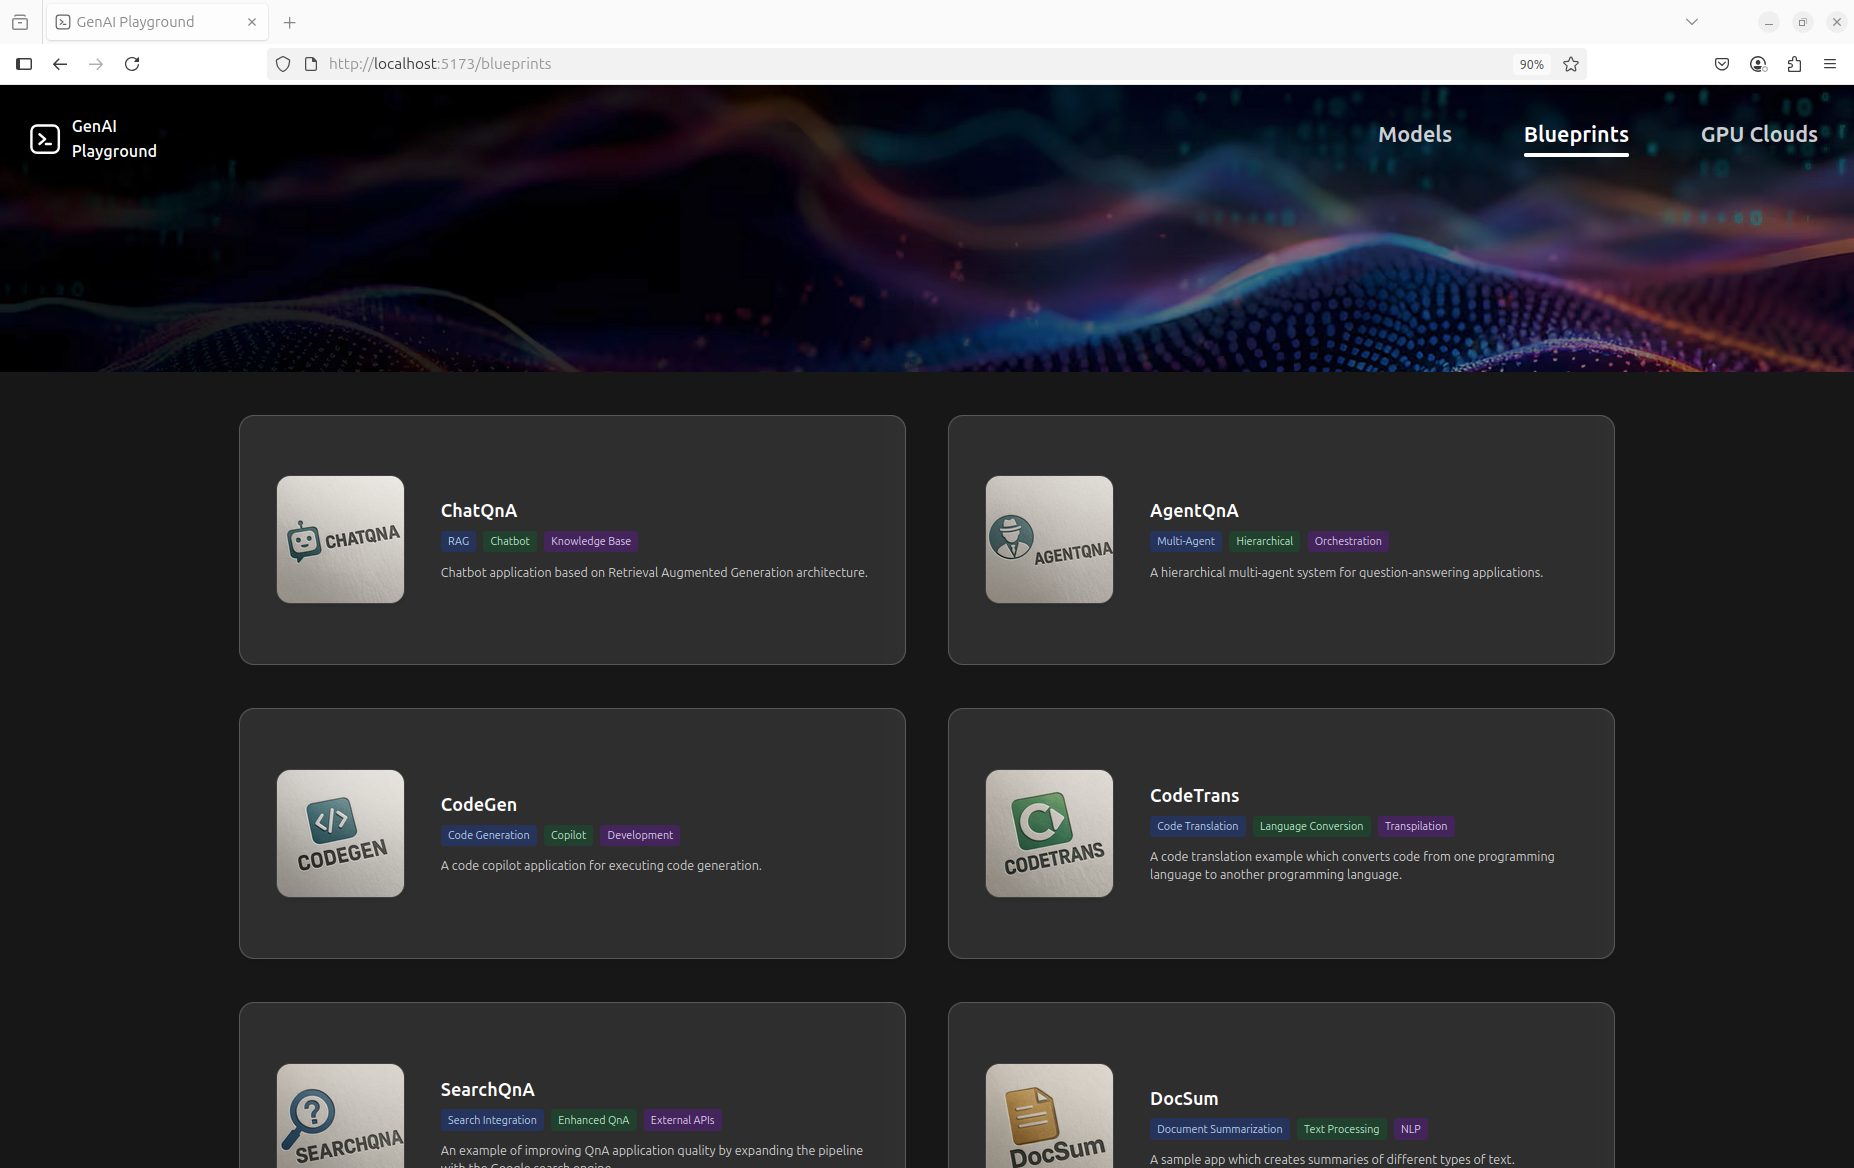 GenAI Playground
http://localhost:5173/blueprints
90%
GenAI
Playground
Models
Blueprints
GPU Clouds
CHATQNA
ChatQnA
RAG
Chatbot
Knowledge Base
Chatbot application based on Retrieval Augmented Generation architecture.
AGENTQNA
AgentQnA
Multi-Agent
Hierarchical
Orchestration
A hierarchical multi-agent system for question-answering applications.
</>
CODEGEN
CodeGen
Code Generation
Copilot
Development
A code copilot application for executing code generation.
CODETRANS
CodeTrans
Code Translation
Language Conversion
Transpilation
A code translation example which converts code from one programming
language to another programming language.
?
SEARCHQNA
SearchQnA
Search Integration
Enhanced QnA
External APIs
An example of improving QnA application quality by expanding the pipeline
with the Google search engine.
DocSum
DocSum
Document Summarization
Text Processing
NLP
A sample app which creates summaries of different types of text.